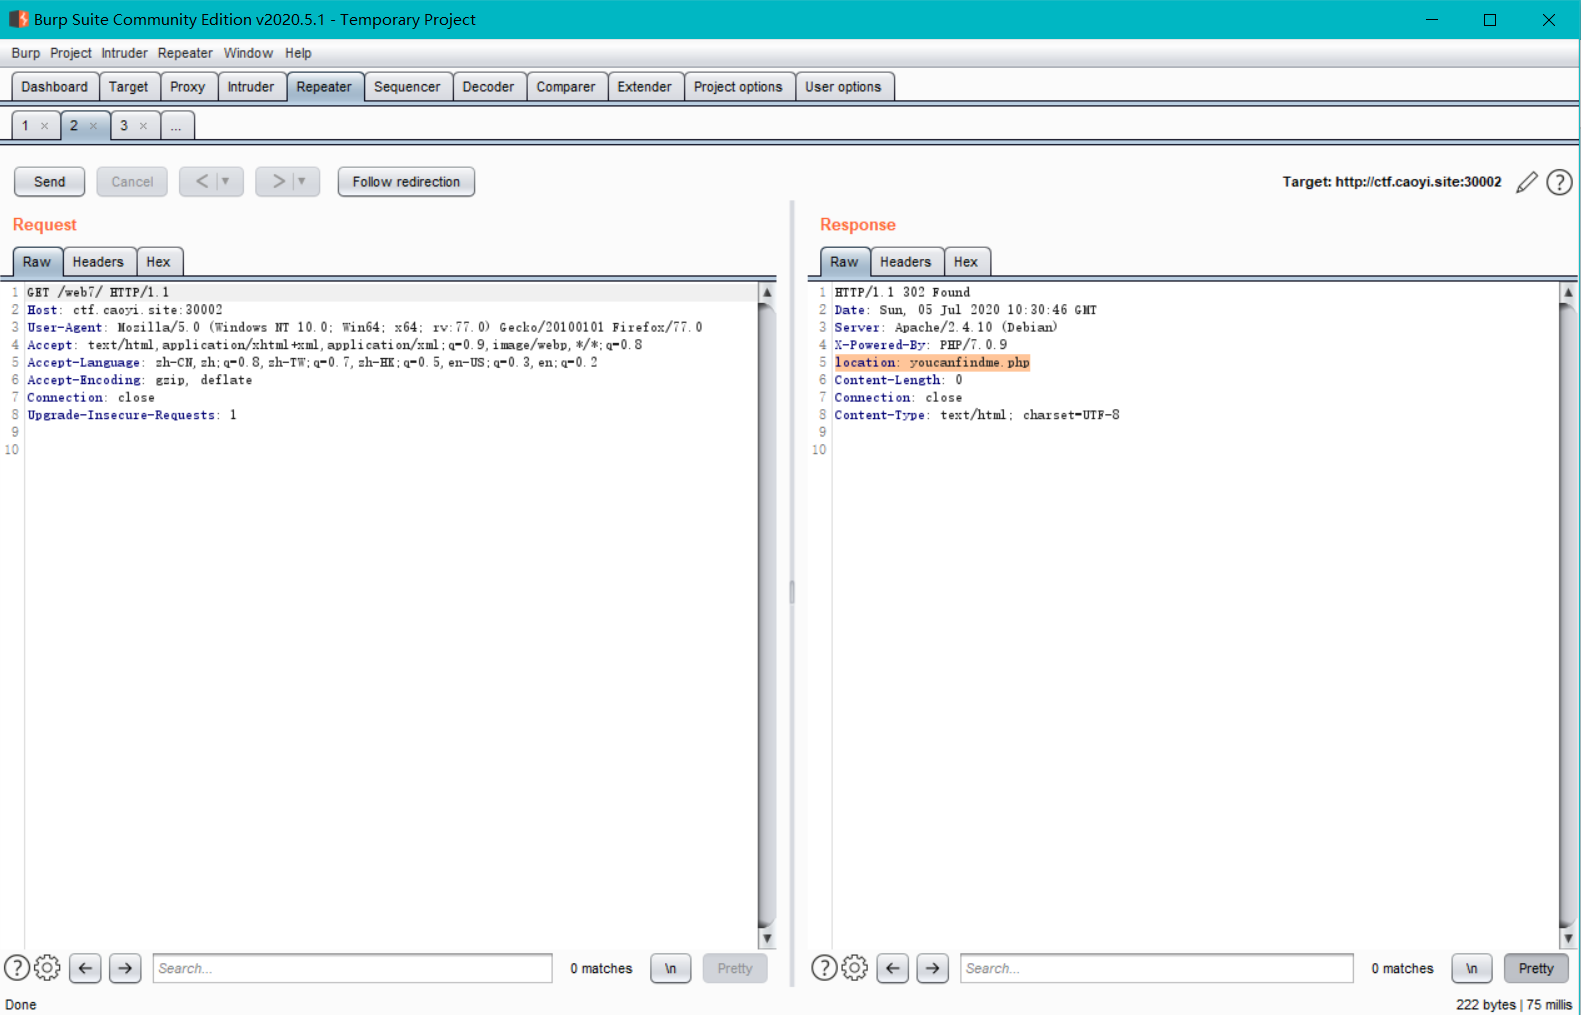 Burp Suite Community Edition v2020.5.1 - Temporary Project
Burp Project Intruder Repeater Window Help
Dashboard Target Proxy Intruder Repeater Sequencer Decoder Comparer Extender Project options User options
1 × 2 × 3 × ...
Send Cancel < ▼ > ▼ Follow redirection Target: http://ctf.caoyi.site:30002 ?
Request
Raw Headers Hex
1 GET /web7/ HTTP/1.1
2 Host: ctf.caoyi.site:30002
3 User-Agent: Mozilla/5.0 (Windows NT 10.0; Win64; x64; rv:77.0) Gecko/20100101 Firefox/77.0
4 Accept: text/html,application/xhtml+xml,application/xml;q=0.9,image/webp,*/*;q=0.8
5 Accept-Language: zh-CN,zh;q=0.8,zh-TW;q=0.7,zh-HK;q=0.5,en-US;q=0.3,en;q=0.2
6 Accept-Encoding: gzip, deflate
7 Connection: close
8 Upgrade-Insecure-Requests: 1
9
10
? ← → Search... 0 matches \n Pretty
Response
Raw Headers Hex
1 HTTP/1.1 302 Found
2 Date: Sun, 05 Jul 2020 10:30:46 GMT
3 Server: Apache/2.4.10 (Debian)
4 X-Powered-By: PHP/7.0.9
5 location: youcanfindme.php
6 Content-Length: 0
7 Connection: close
8 Content-Type: text/html; charset=UTF-8
9
10
? ← → Search... 0 matches \n Pretty
Done 222 bytes | 75 millis